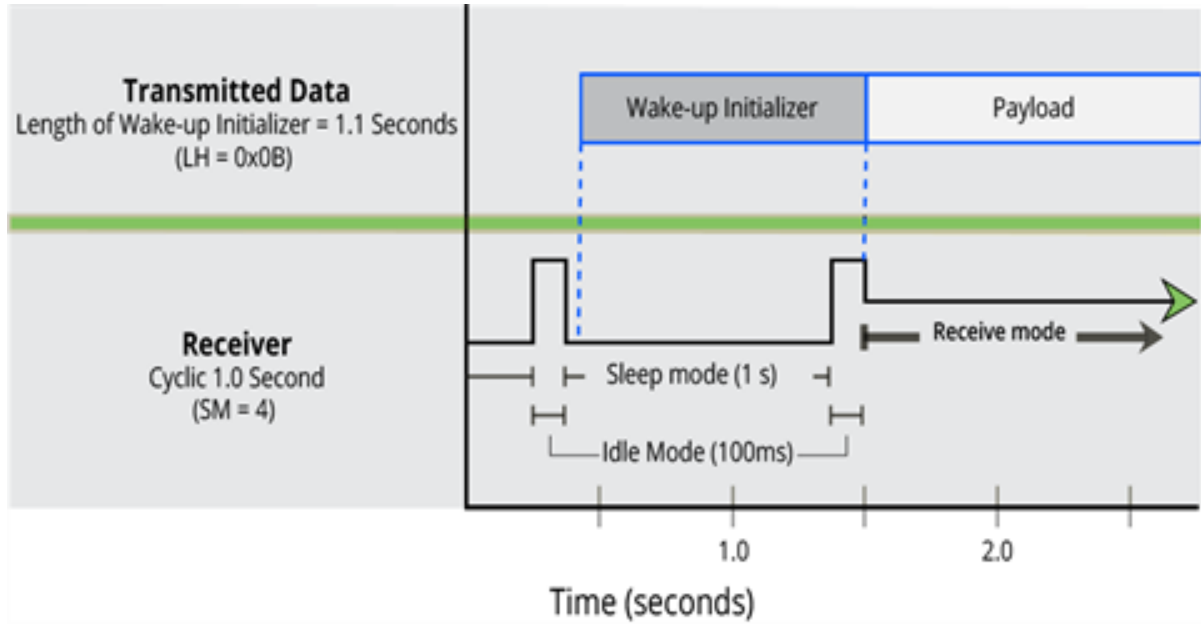 Transmitted Data
Length of Wake-up Initializer = 1.1 Seconds
(LH = 0x0B)
Wake-up Initializer
Payload
Receiver
Cyclic 1.0 Second
(SM = 4)
Receive mode
Sleep mode (1 s)
Idle Mode (100ms)
1.0
2.0
Time (seconds)